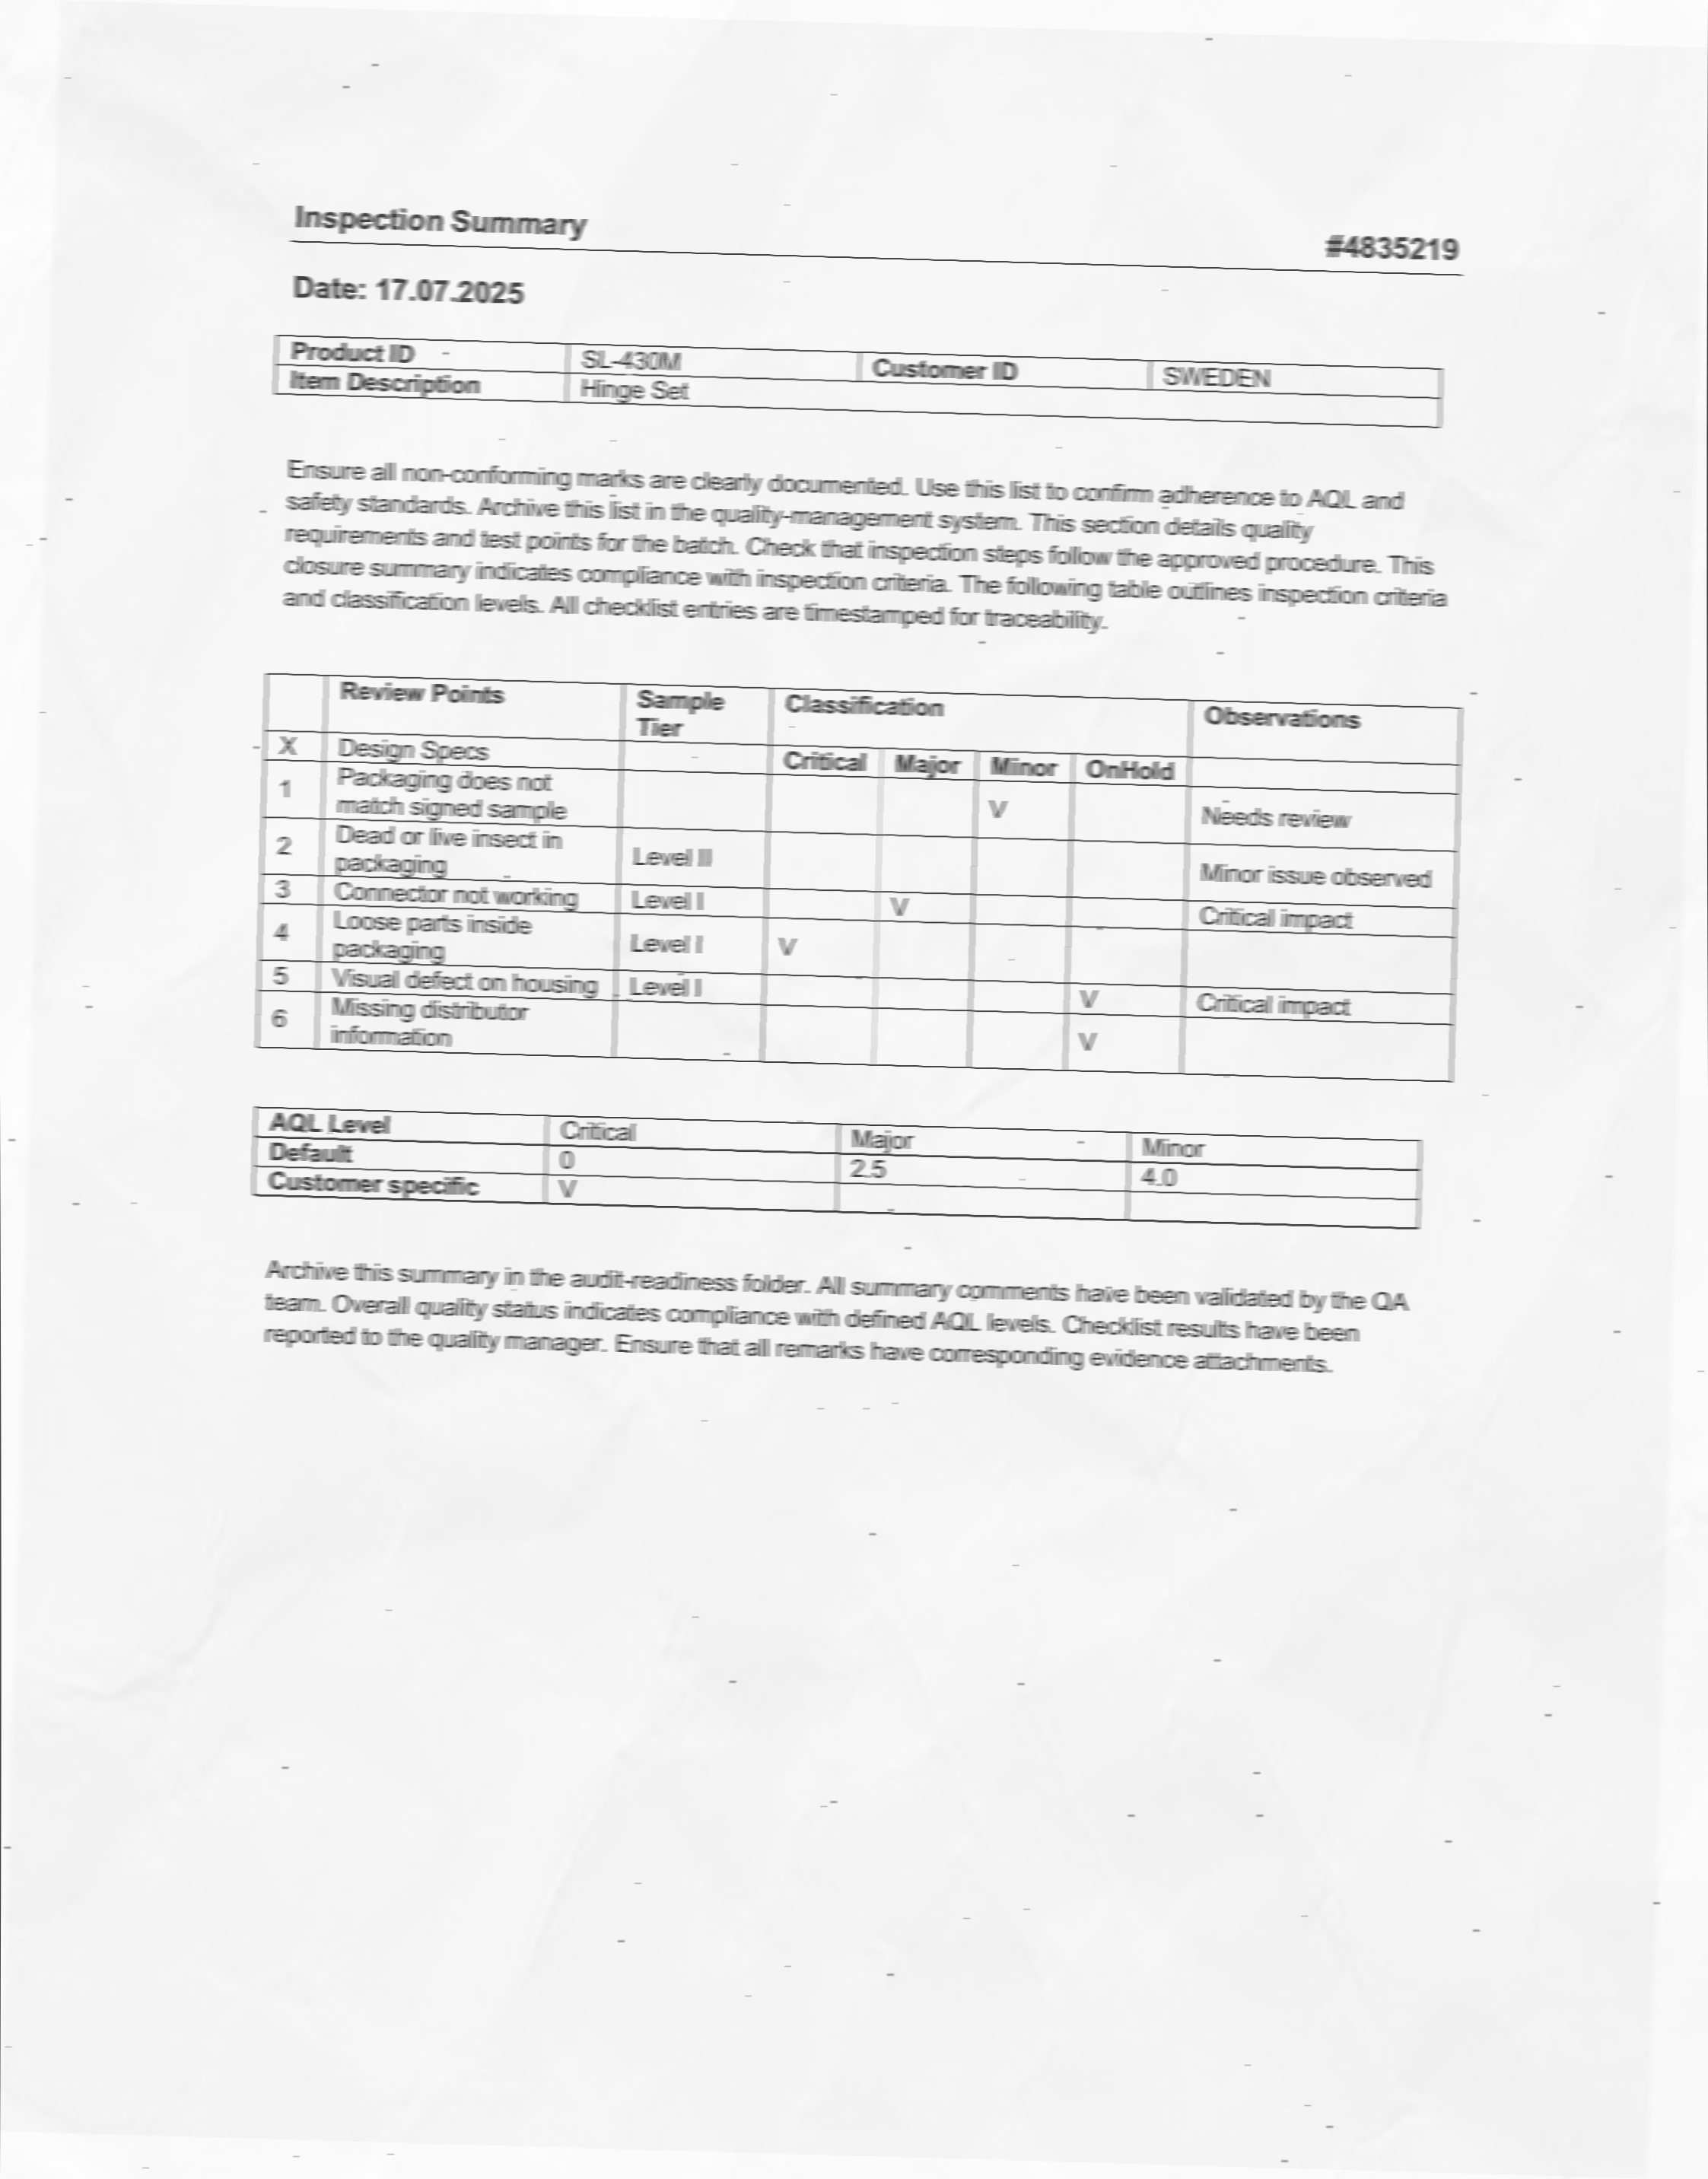 Inspection Summary #4835219
Date: 17.07.2025
Product ID SL-430M Customer ID SWEDEN
Item Description Hinge Set
Ensure all non-conforming marks are clearly documented. Use this list to confirm adherence to AQL and
safety standards. Archive this list in the quality-management system. This section details quality
requirements and test points for the batch. Check that inspection steps follow the approved procedure. This
closure summary indicates compliance with inspection criteria. The following table outlines inspection criteria
and classification levels. All checklist entries are timestamped for traceability.
Review Points Sample Classification Observations
Tier
X Design Specs Critical Major Minor OnHold
1 Packaging does not
match signed sample V Needs review
2 Dead or live insect in
packaging Level III Minor issue observed
3 Connector not working Level I V Critical impact
4 Loose parts inside
packaging Level I V
5 Visual defect on housing Level I V Critical impact
6 Missing distributor
information V
AQL Level Critical Major Minor
Default 0 2.5 4.0
Customer specific V
Archive this summary in the audit-readiness folder. All summary comments have been validated by the QA
team. Overall quality status indicates compliance with defined AQL levels. Checklist results have been
reported to the quality manager. Ensure that all remarks have corresponding evidence attachments.